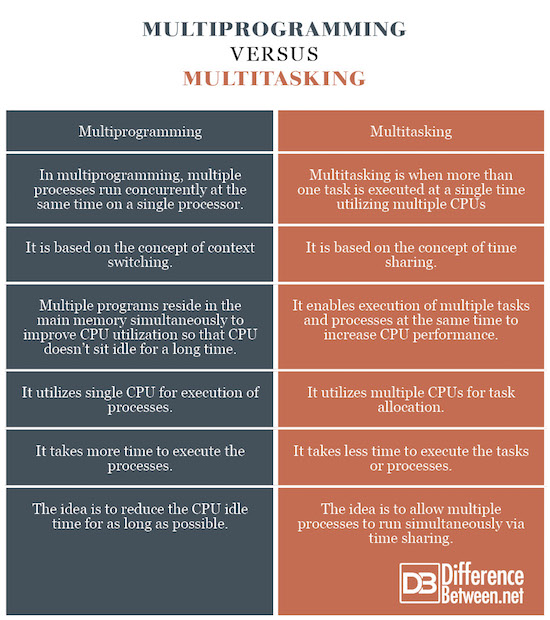 MULTIPROGRAMMING
VERSUS
MULTITASKING
Multiprogramming
Multitasking
In multiprogramming, multiple
processes run concurrently at the
same time on a single processor.
Multitasking is when more than
one task is executed at a single time
utilizing multiple CPUs
It is based on the concept of context
switching.
It is based on the concept of time
sharing.
Multiple programs reside in the
main memory simultaneously to
improve CPU utilization so that CPU
doesn't sit idle for a long time.
It enables execution of multiple tasks
and processes at the same time to
increase CPU performance.
It utilizes single CPU for execution of
processes.
It utilizes multiple CPUs for task
allocation.
It takes more time to execute the
processes.
It takes less time to execute the tasks
or processes.
The idea is to reduce the CPU idle
time for as long as possible.
The idea is to allow multiple
processes to run simultaneously via
time sharing.
DB Difference
Between.net